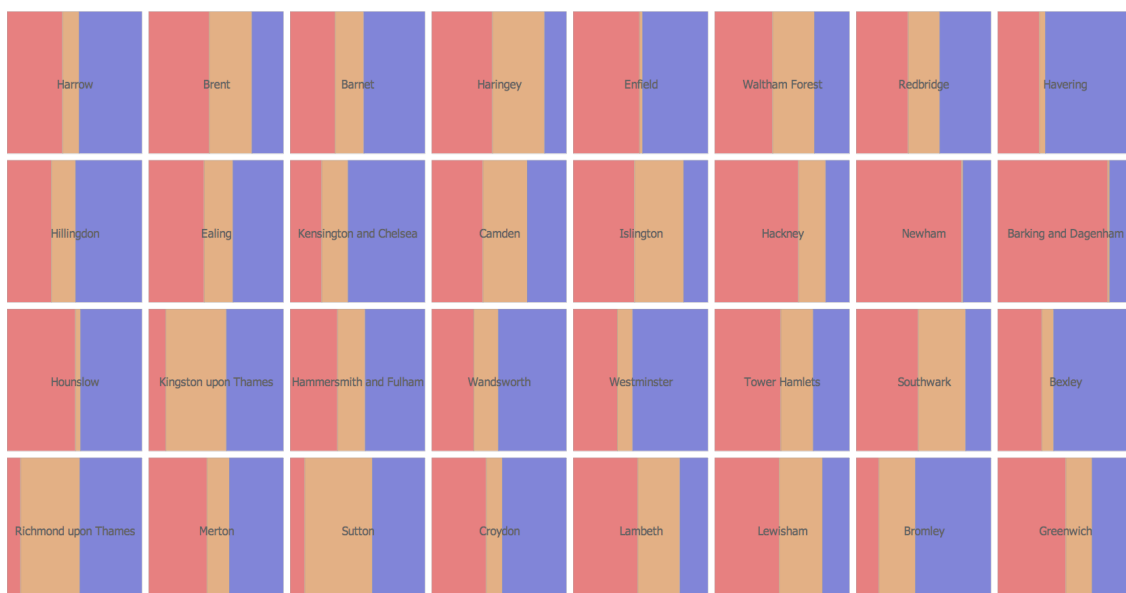 Harrow
Brent
Barnet
Haringey
Enfield
Waltham Forest
Redbridge
Havering
Hillingdon
Ealing
Kensington and Chelsea
Camden
Islington
Hackney
Newham
Barking and Dagenham
Hounslow
Kingston upon Thames
Hammersmith and Fulham
Wandsworth
Westminster
Tower Hamlets
Southwark
Bexley
Richmond upon Thames
Merton
Sutton
Croydon
Lambeth
Lewisham
Bromley
Greenwich